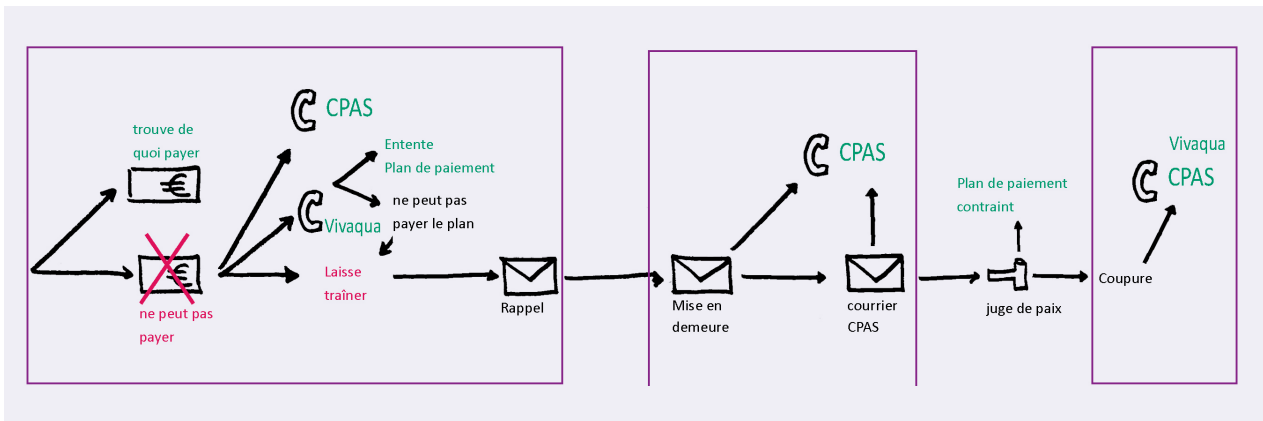 trouve de
quoi payer
ne peut pas
payer
CPAS
Entente
Plan de paiement
ne peut pas
payer le plan
Vivaqua
Laisse
traîner
Rappel
Mise en
demeure
CPAS
courrier
CPAS
Plan de paiement
contraint
juge de paix
Vivaqua
CPAS
Coupure